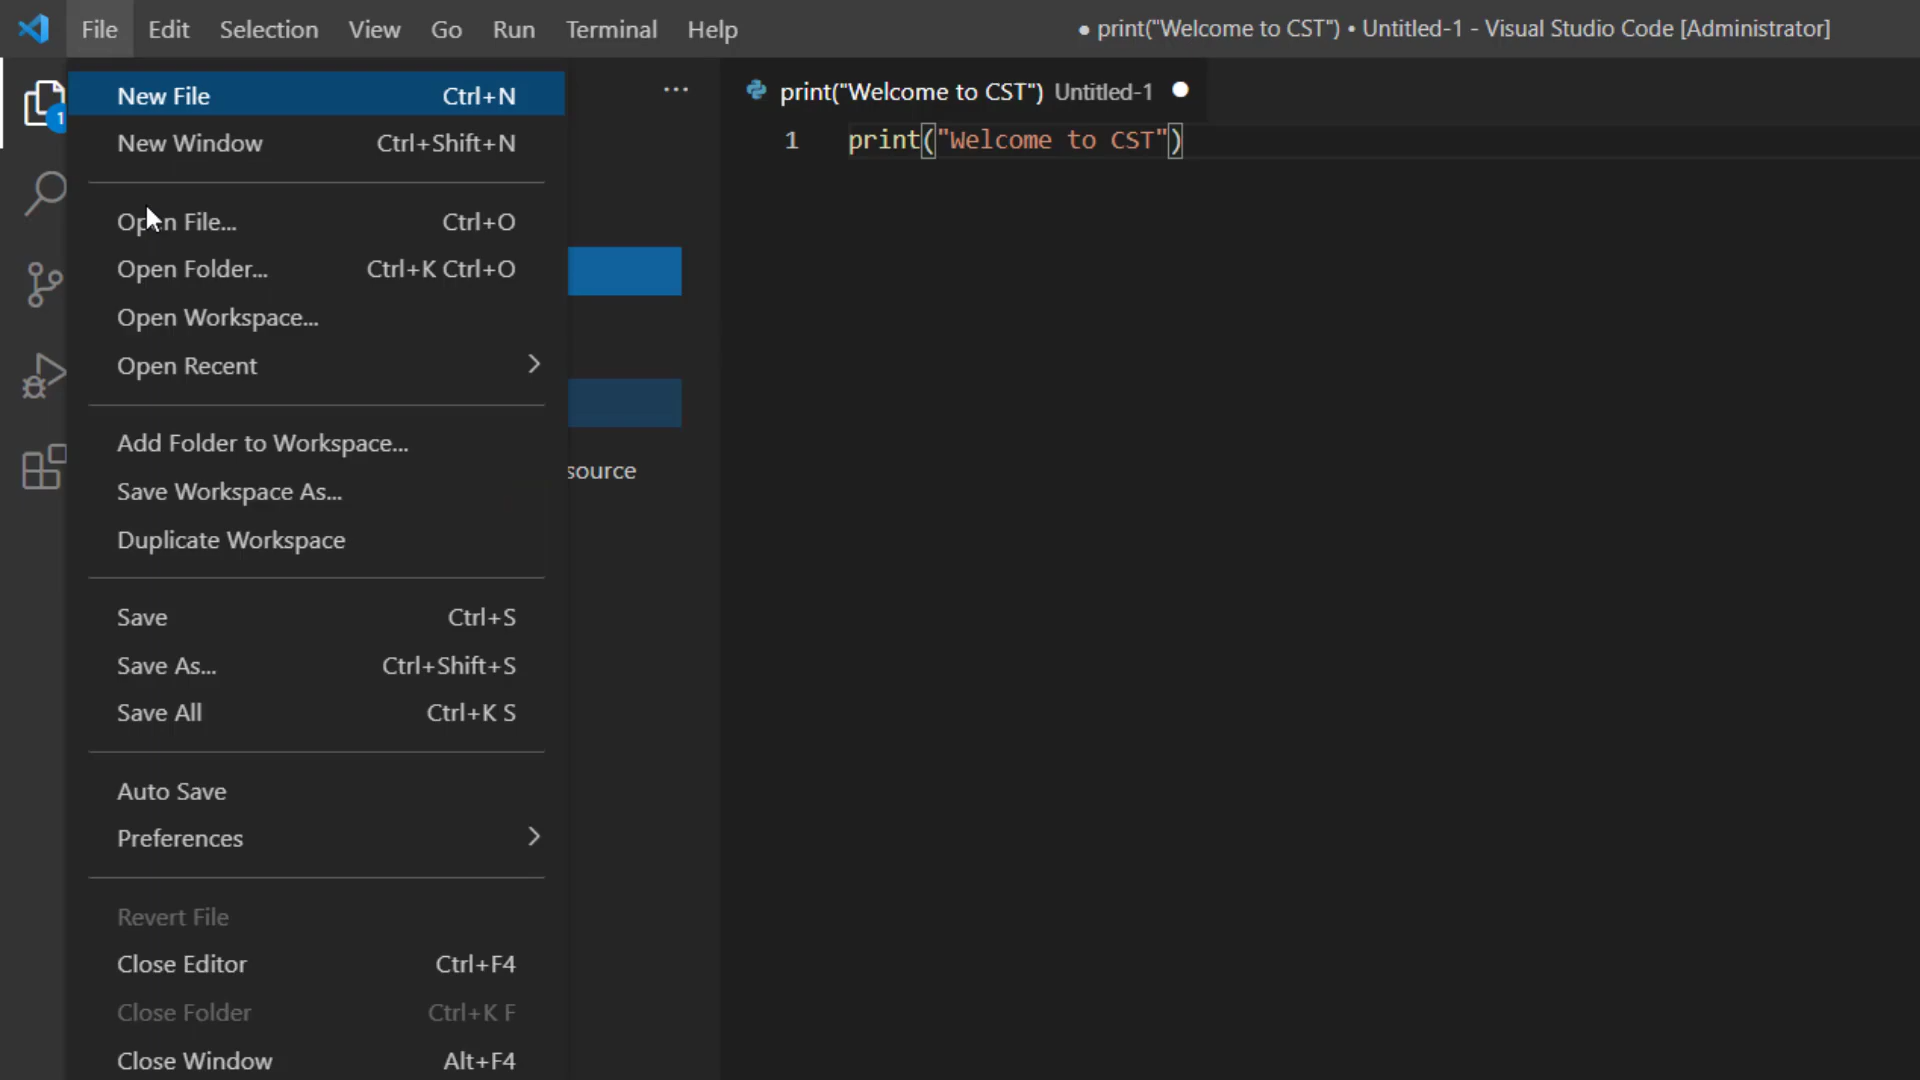 File Edit Selection View Go Run Terminal Help ● print("Welcome to CST") • Untitled-1 - Visual Studio Code [Administrator]
1
New File Ctrl+N
New Window Ctrl+Shift+N
Open File... Ctrl+O
Open Folder... Ctrl+K Ctrl+O
Open Workspace...
Open Recent
Add Folder to Workspace...
Save Workspace As...
Duplicate Workspace
Save Ctrl+S
Save As... Ctrl+Shift+S
Save All Ctrl+K S
Auto Save
Preferences
Revert File
Close Editor Ctrl+F4
Close Folder Ctrl+K F
Close Window Alt+F4
...
source
print("Welcome to CST") Untitled-1 ●
1 print("Welcome to CST")